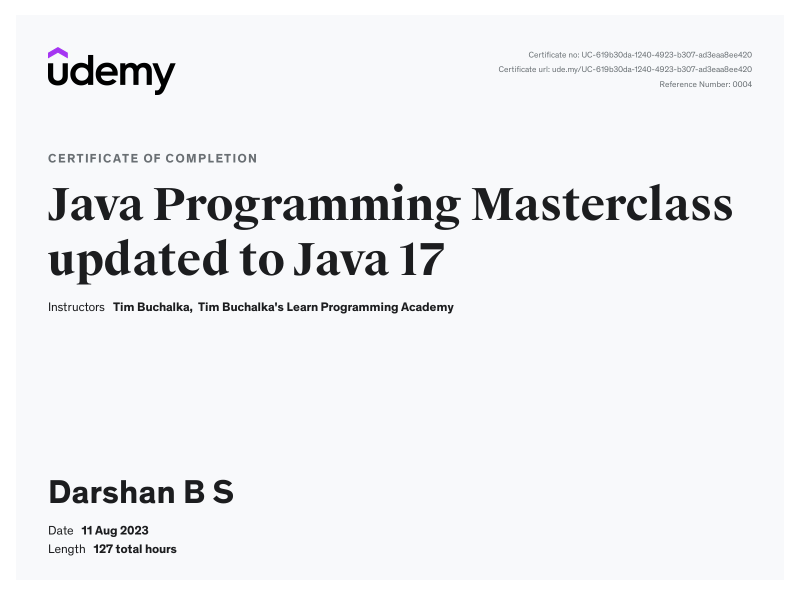 udemy
Certificate no: UC-619b30da-1240-4923-b307-ad3eaa8ee420
Certificate url: ude.my/UC-619b30da-1240-4923-b307-ad3eaa8ee420
Reference Number: 0004
CERTIFICATE OF COMPLETION
Java Programming Masterclass
updated to Java 17
Instructors Tim Buchalka, Tim Buchalka's Learn Programming Academy
Darshan B S
Date 11 Aug 2023
Length 127 total hours